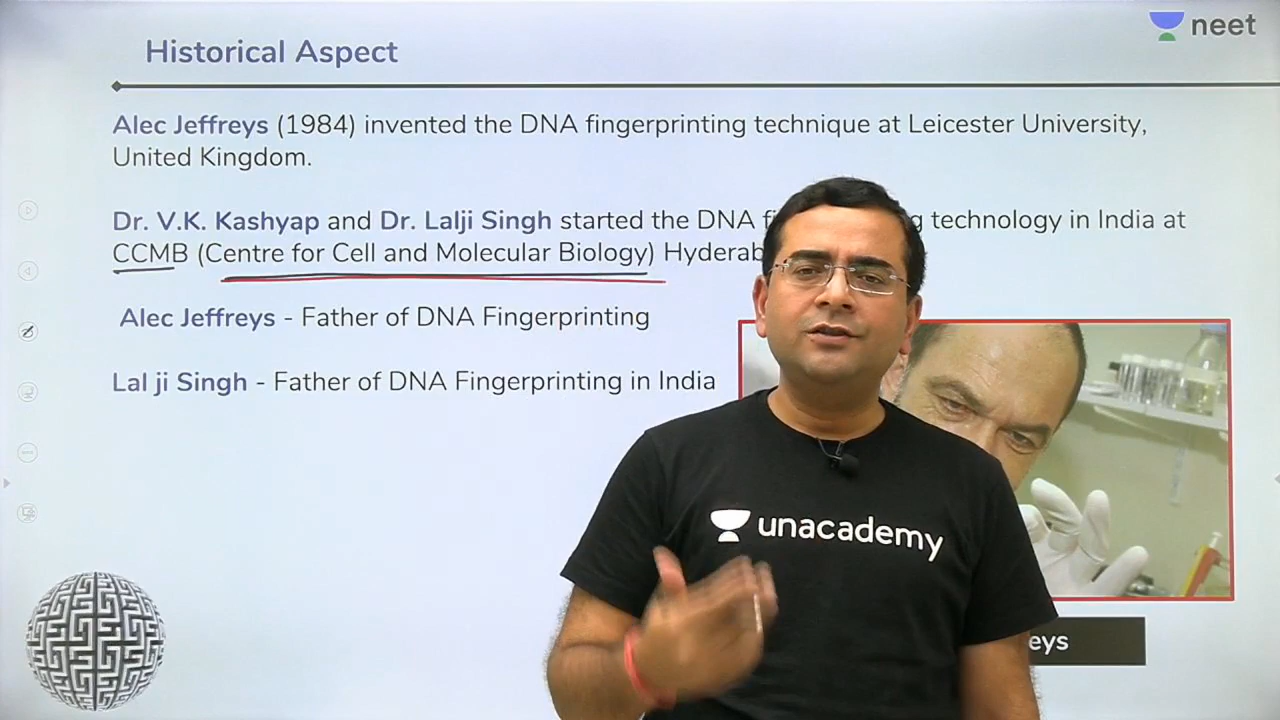 neet
Historical Aspect
Alec Jeffreys (1984) invented the DNA fingerprinting technique at Leicester University,
United Kingdom.
Dr. V.K. Kashyap and Dr. Lalji Singh started the DNA technology in India at
CCMB (Centre for Cell and Molecular Biology)
Alec Jeffreys - Father of DNA Fingerprinting
Lal ji Singh - Father of DNA Fingerprinting in India
unacademy